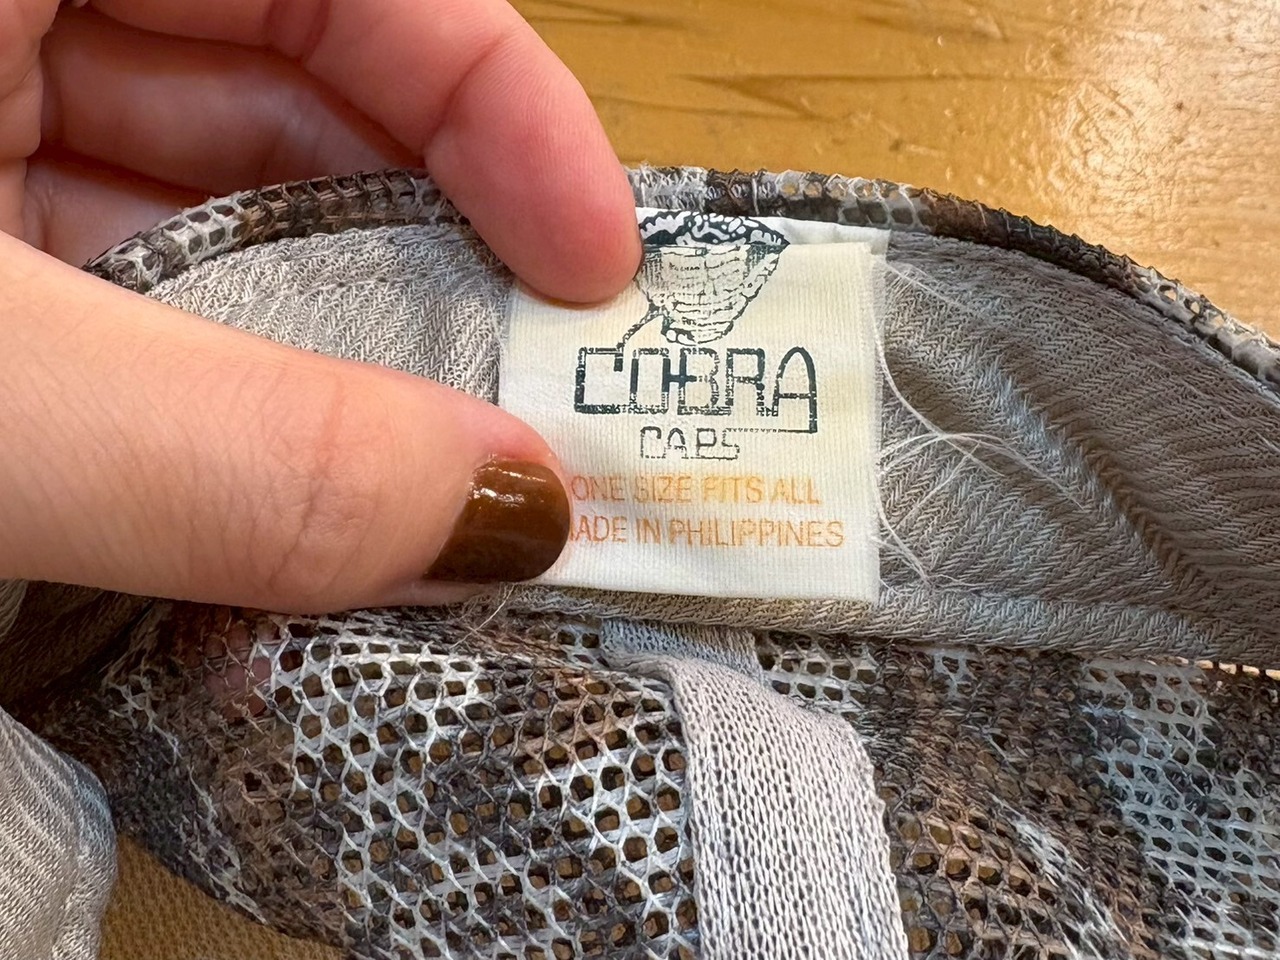 COBRA
CAPS
ONE SIZE FITS ALL
ADE IN PHILIPPINES